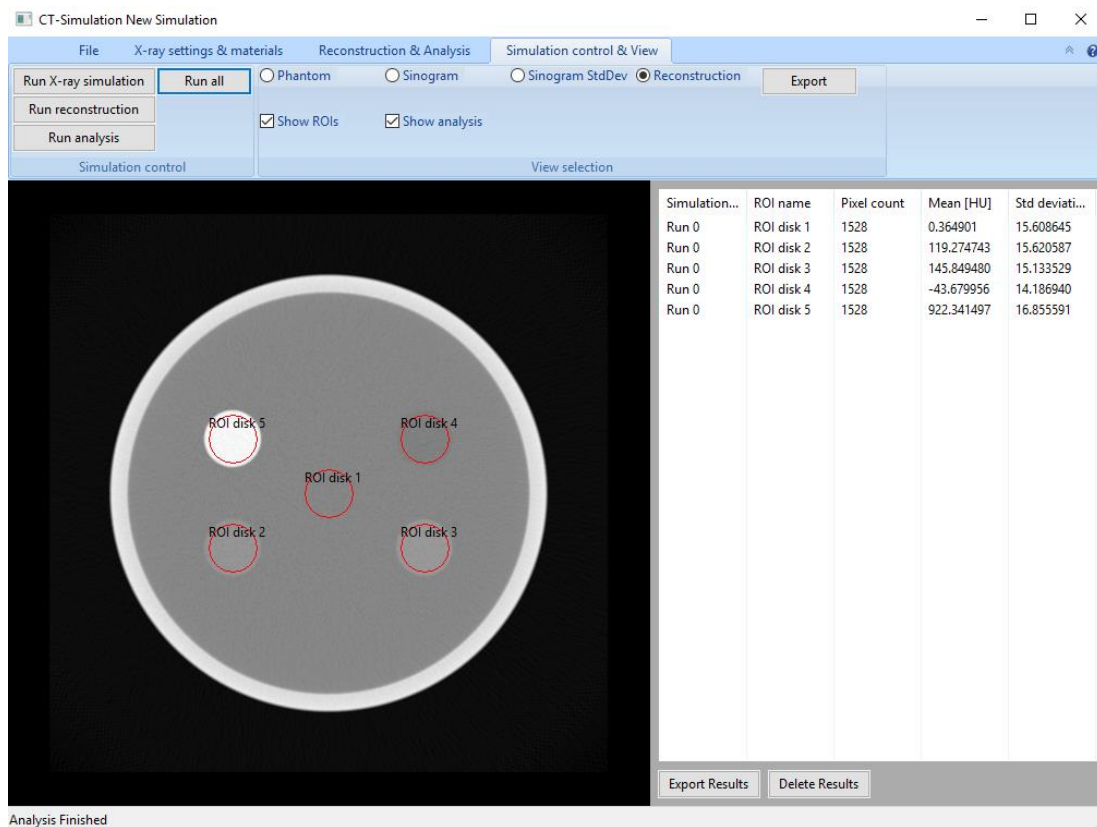 CT-Simulation New Simulation
File X-ray settings & materials Reconstruction & Analysis Simulation control & View
Run X-ray simulation Run all Phantom Sinogram Sinogram StdDev Reconstruction Export
Run reconstruction
Show ROIs Show analysis
Run analysis
Simulation control View selection
Simulation... ROI name Pixel count Mean [HU] Std deviati...
Run 0 ROI disk 1 1528 0.364901 15.608645
Run 0 ROI disk 2 1528 119.274743 15.620587
Run 0 ROI disk 3 1528 145.849480 15.133529
Run 0 ROI disk 4 1528 -43.679956 14.186940
Run 0 ROI disk 5 1528 922.341497 16.855591
ROI disk 5 ROI disk 4
ROI disk 1
ROI disk 2 ROI disk 3
Export Results Delete Results
Analysis Finished